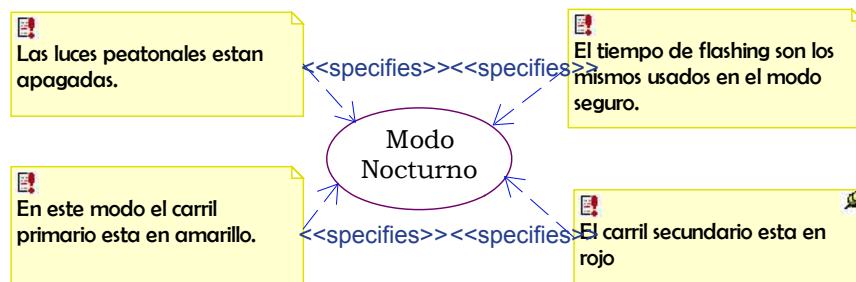 Las luces peatonales estan
apagadas.
<<specifies>>
<<specifies>>
El tiempo de flashing son los
mismos usados en el modo
seguro.
Modo
Nocturno
En este modo el carril
primario esta en amarillo.
<<specifies>>
<<specifies>>
El carril secundario esta en
rojo